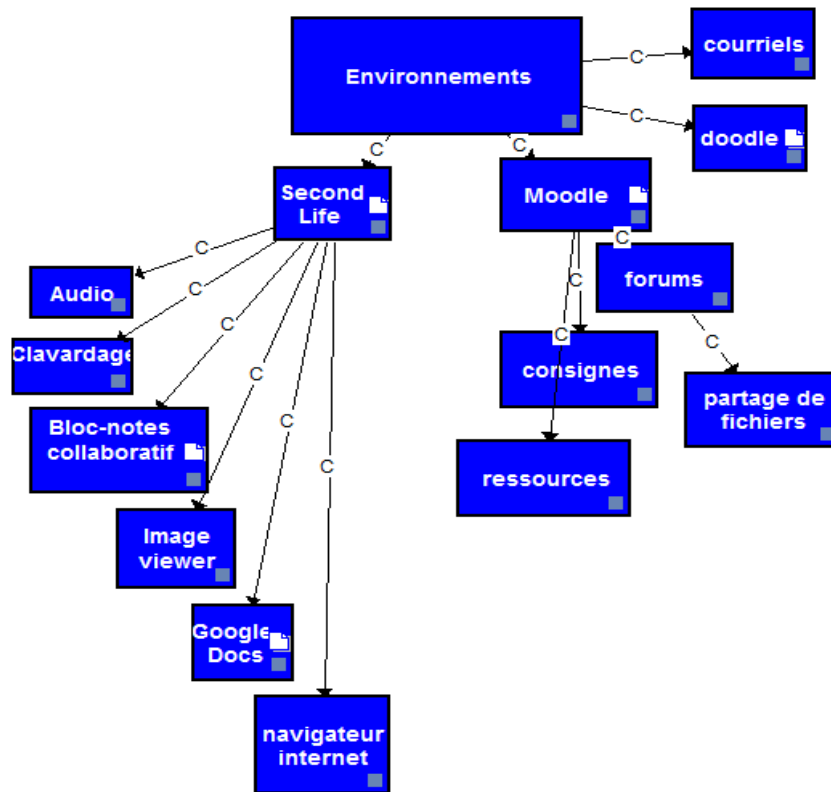 Environnements
courriels
C
C
doodle
C
C
Second
Life
Moodle
C
C
forums
Audio
C
C
Clavardage
C
C
C
consignes
C
C
partage de
fichiers
Bloc-notes
collaboratif
C
C
ressources
Image
viewer
Google
Docs
navigateur
internet